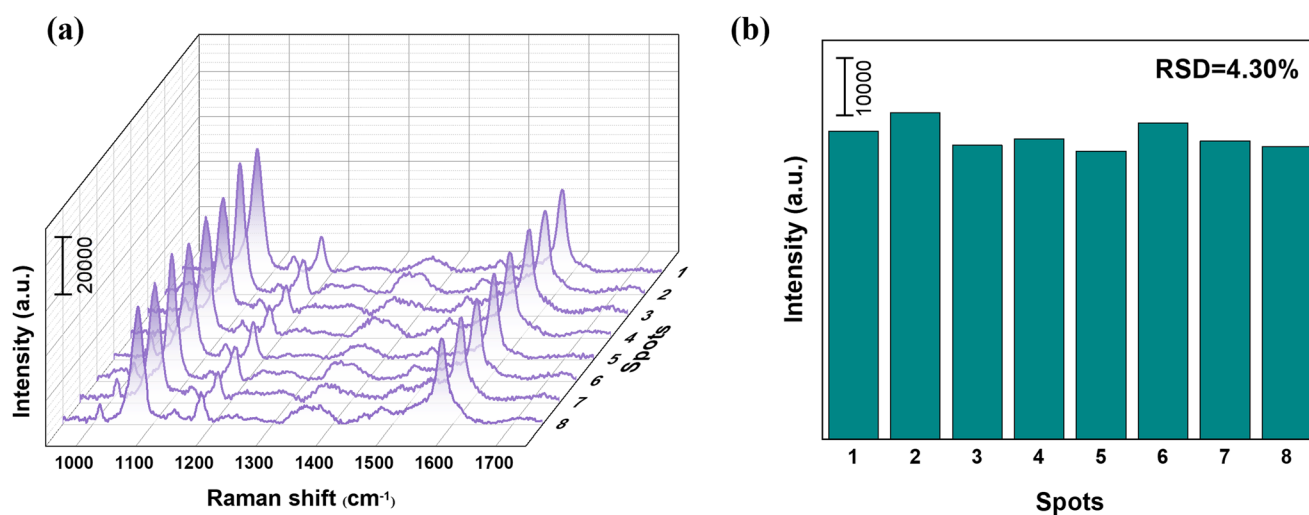 (a)
Intensity (a.u.)
20000
1000 1100 1200 1300 1400 1500 1600 1700
Raman shift (cm⁻¹)
1
2
3
4
5
6
7
8
Spots
(b)
RSD=4.30%
10000
Intensity (a.u.)
1 2 3 4 5 6 7 8
Spots